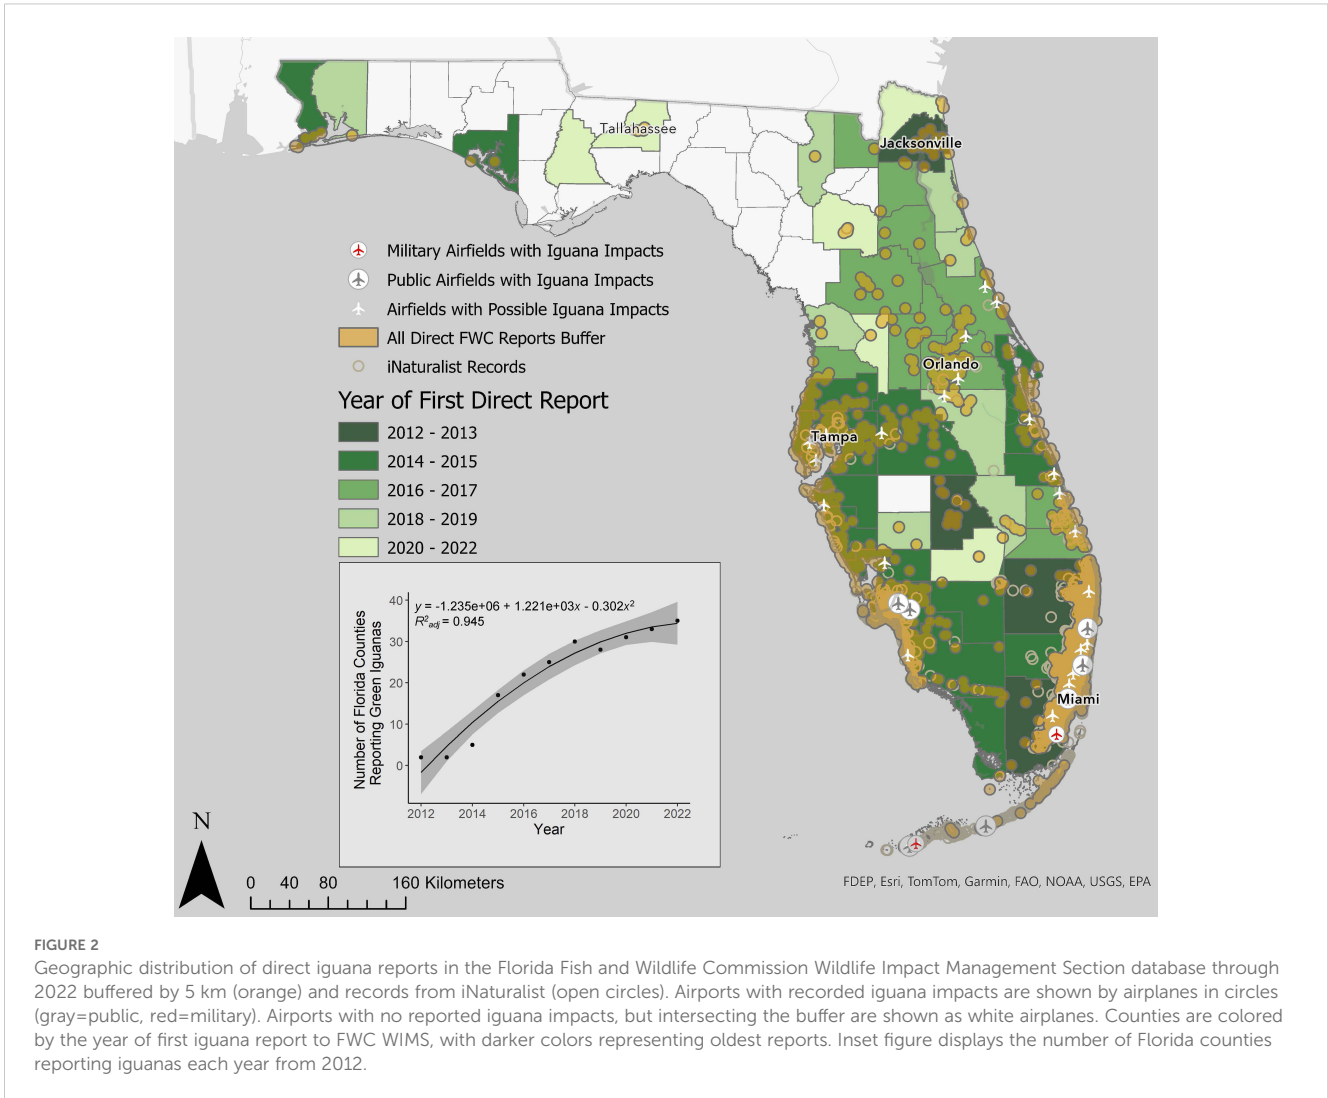 Tallahassee
Jacksonville
Military Airfields with Iguana Impacts
Public Airfields with Iguana Impacts
Airfields with Possible Iguana Impacts
All Direct FWC Reports Buffer
iNaturalist Records
Orlando
Year of First Direct Report
2012 - 2013
2014 - 2015
2016 - 2017
2018 - 2019
2020 - 2022
Tampa
Miami
y = -1.235e+06 + 1.221e+03x - 0.302x²
R²adj = 0.945
Number of Florida Counties
Reporting Green Iguanas
40
30
20
10
0
2012 2014 2016 2018 2020 2022
Year
N
0 40 80 160 Kilometers
FDEP, Esri, TomTom, Garmin, FAO, NOAA, USGS, EPA
FIGURE 2
Geographic distribution of direct iguana reports in the Florida Fish and Wildlife Commission Wildlife Impact Management Section database through
2022 buffered by 5 km (orange) and records from iNaturalist (open circles). Airports with recorded iguana impacts are shown by airplanes in circles
(gray=public, red=military). Airports with no reported iguana impacts, but intersecting the buffer are shown as white airplanes. Counties are colored
by the year of first iguana report to FWC WIMS, with darker colors representing oldest reports. Inset figure displays the number of Florida counties
reporting iguanas each year from 2012.